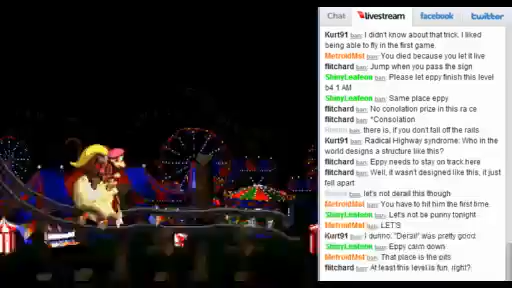 Chat livestream facebook twitter
Kurt91 ban: I didn't know about that trick. I liked
being able to fly in the first game.
MetroidMst ban: You died because you let it live
flitchard ban: Jump when you pass the sign
ShinyLeafeon ban: Please let eppy finish this level
b4 1 AM
ShinyLeafeon ban: Same place eppy
flitchard ban: No conolation prize in this race
flitchard ban: *Consolation
ban: there is, if you don't fall off the rails
Kurt91 ban: Radical Highway syndrome: Who in the
world designs a structure like this?
flitchard ban: Eppy needs to stay on track here
flitchard ban: Well, it wasn't designed like this, it just
fell apart
ban: let's not derail this though
MetroidMst ban: You have to hit him the first time.
ShinyLeafeon ban: Let's not be punny tonight
MetroidMst ban: LET'S
Kurt91 ban: I dunno. "Derail" was pretty good.
ShinyLeafeon ban: Eppy calm down
MetroidMst ban: That place is the pits
flitchard ban: At least this level is fun, right?